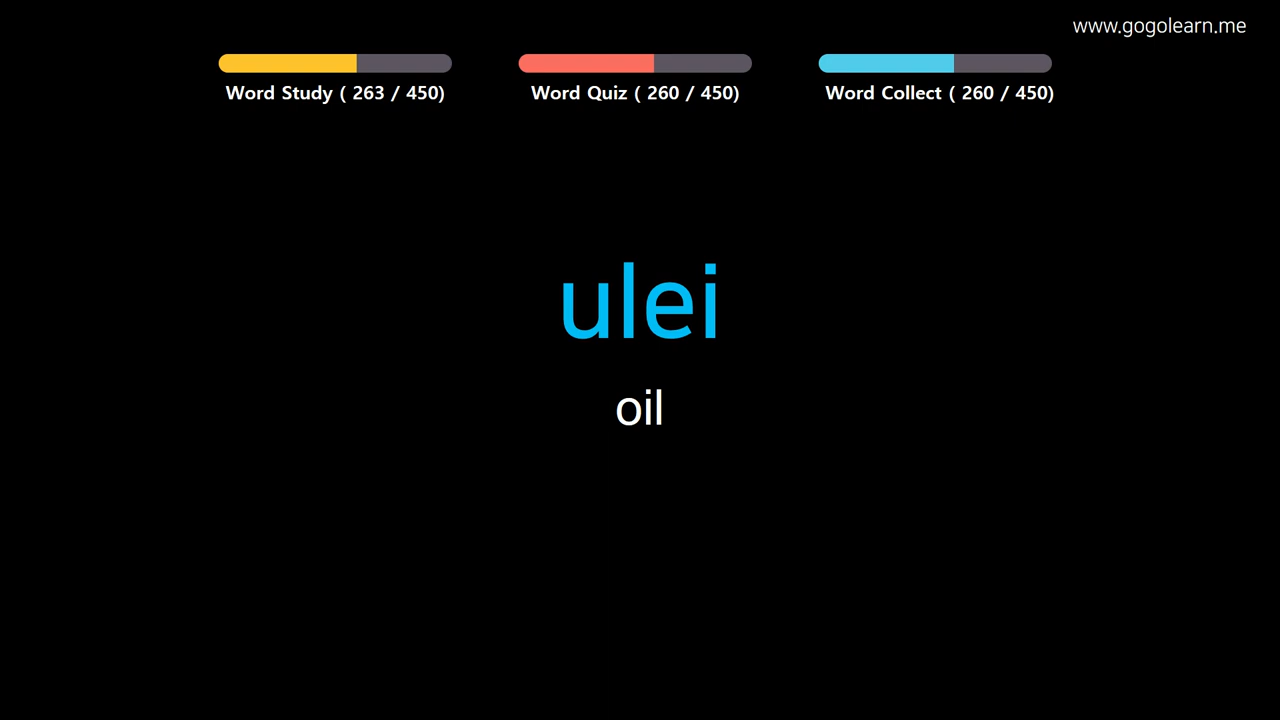 www.gogolearn.me
Word Study ( 263 / 450)
Word Quiz ( 260 / 450)
Word Collect ( 260 / 450)
ulei
oil